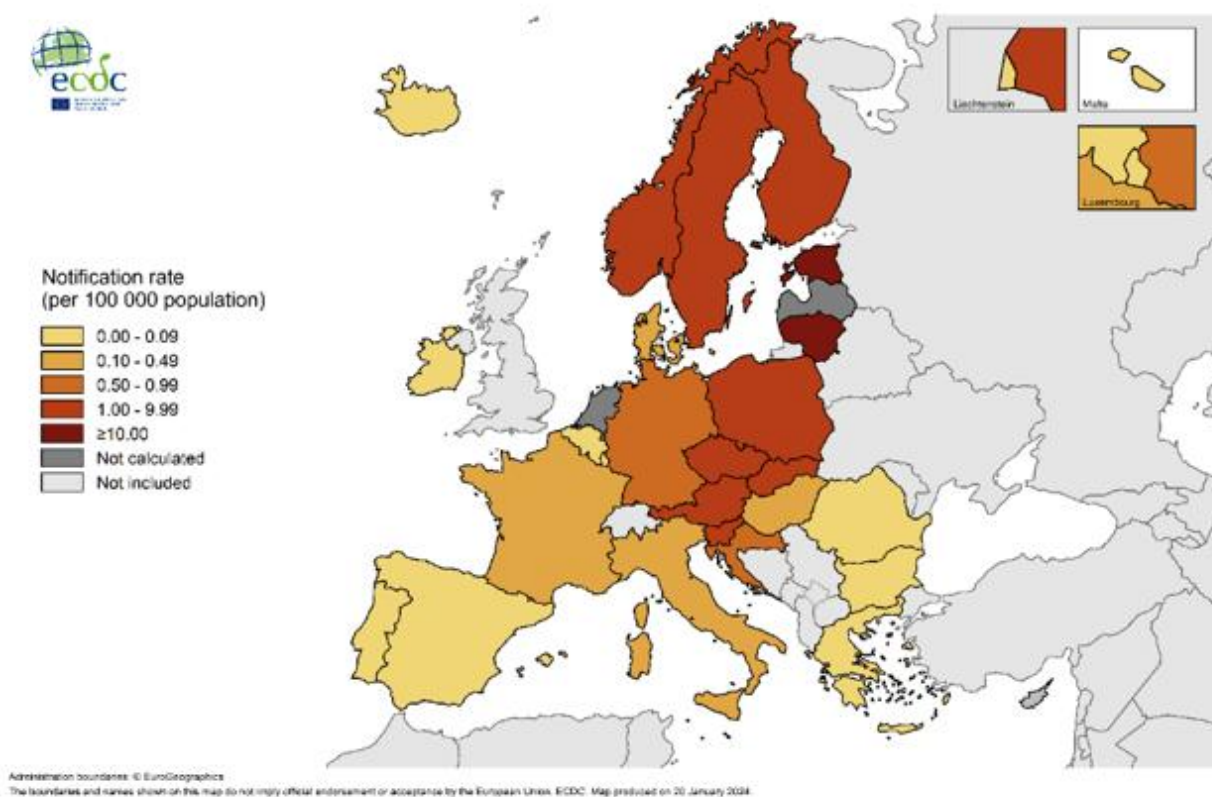 ecdc
Notification rate
(per 100 000 population)
0.00 - 0.09
0.10 - 0.49
0.50 - 0.99
1.00 - 9.99
≥10.00
Not calculated
Not included
Liechtenstein
Malta
Luxembourg
Administration boundaries: © EuroGeographics
The boundaries and names shown on this map do not imply official endorsement or acceptance by the European Union. ECDC. Map produced on 20 January 2024.